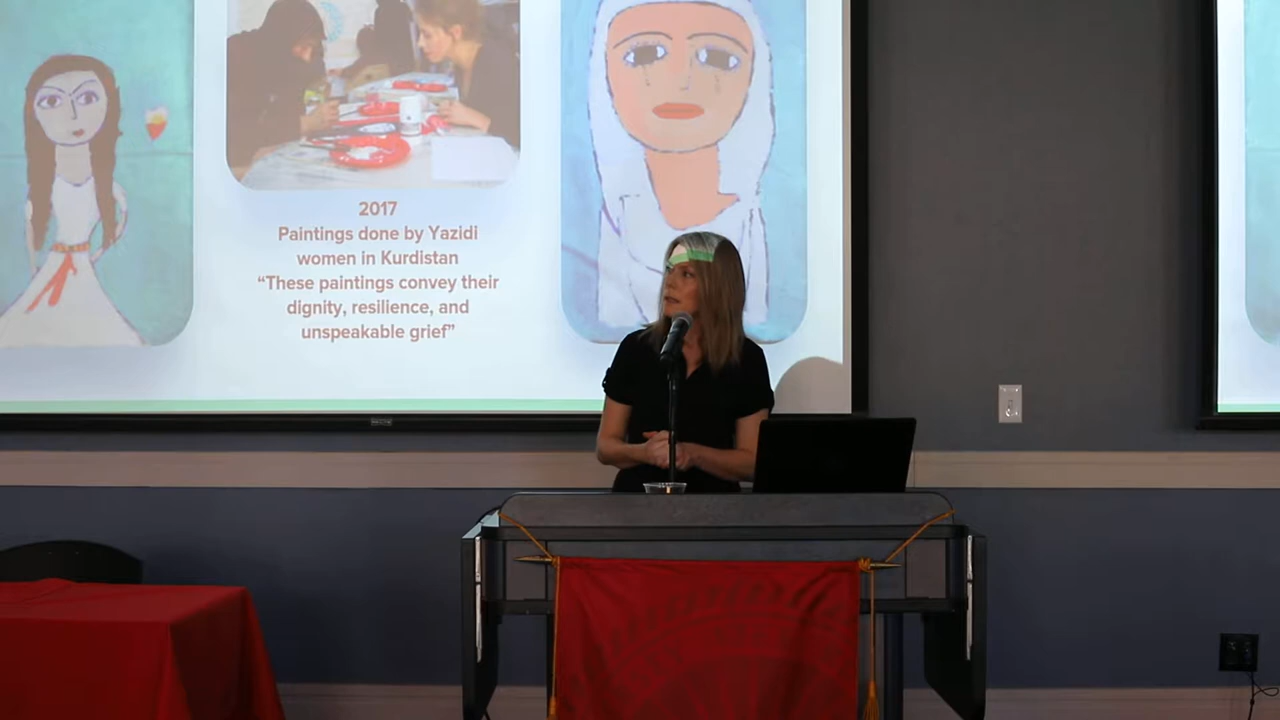 2017
Paintings done by Yazidi
women in Kurdistan
“These paintings convey their
dignity, resilience, and
unspeakable grief”